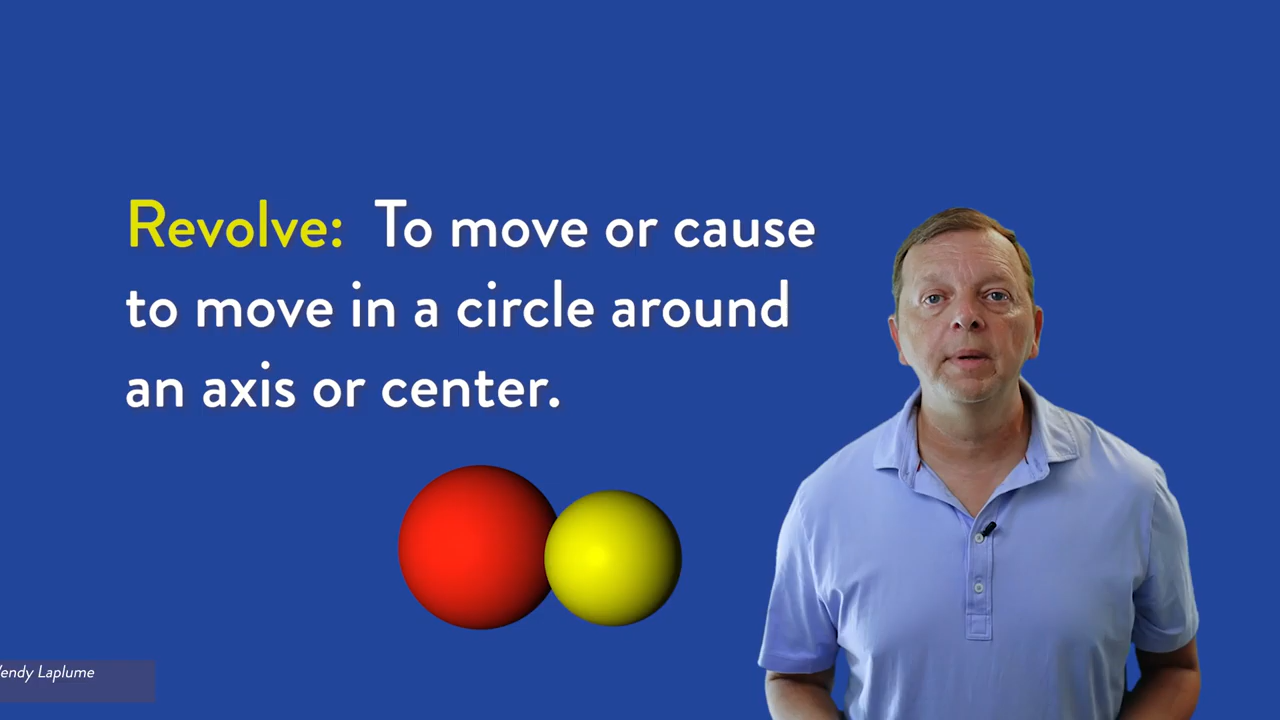 Revolve: To move or cause
to move in a circle around
an axis or center.
Laplume